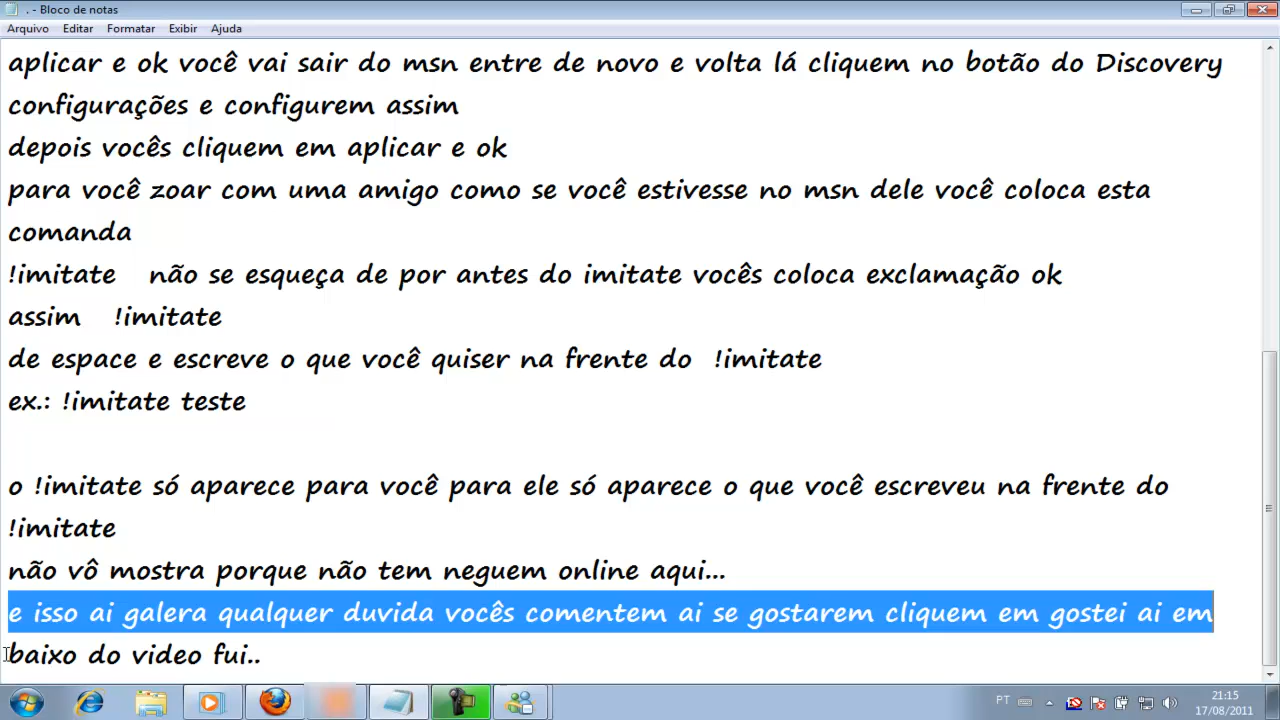 . - Bloco de notas
Arquivo Editar Formatar Exibir Ajuda
aplicar e ok você vai sair do msn entre de novo e volta lá cliquem no botão do Discovery
configurações e configurem assim
depois vocês cliquem em aplicar e ok
para você zoar com uma amigo como se você estivesse no msn dele você coloca esta
comanda
!imitate não se esqueça de por antes do imitate vocês coloca exclamação ok
assim !imitate
de espace e escreve o que você quiser na frente do !imitate
ex.: !imitate teste
o !imitate só aparece para você para ele só aparece o que você escreveu na frente do
!imitate
não vô mostra porque não tem neguem online aqui...
e isso ai galera qualquer duvida vocês comentem ai se gostarem cliquem em gostei ai em
baixo do video fui..
PT
21:15
17/08/2011